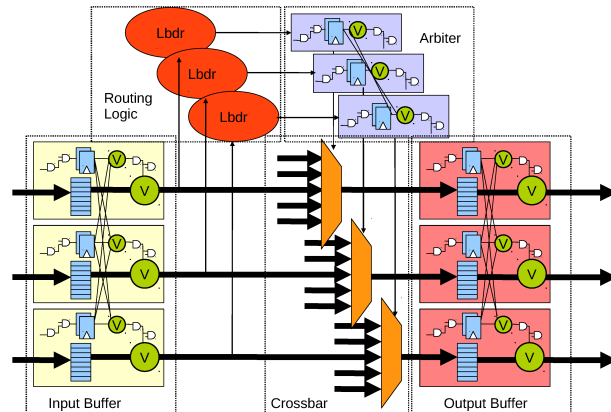 Lbdr
V
Arbiter
Lbdr
V
Routing
Logic
Lbdr
V
V
V
V
V
V
V
V
V
V
V
V
V
V
Input Buffer
Crossbar
Output Buffer